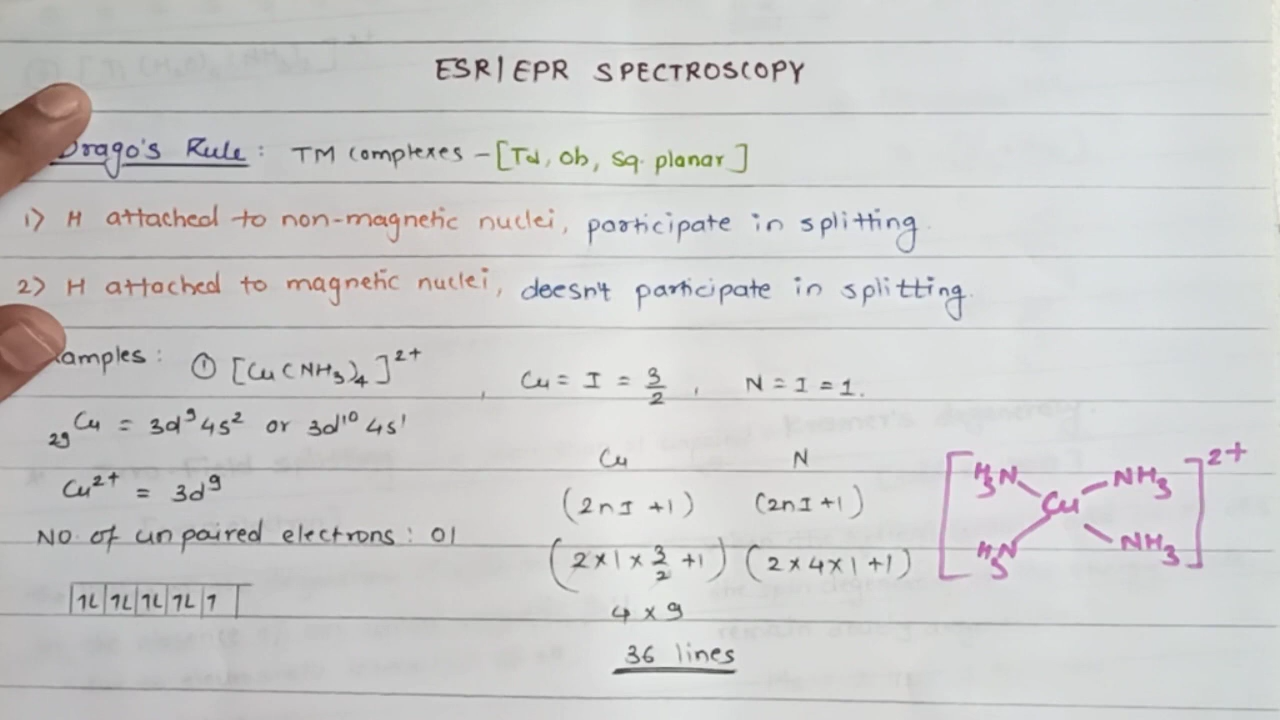 ESR/EPR SPECTROSCOPY
Drago's Rule: TM complexes - [Td, Oh, Sq. planar]
1) H attached to non-magnetic nuclei, participate in splitting.
2) H attached to magnetic nuclei, doesn't participate in splitting.
amples: ① [Cu(NH₃)₄]²⁺, Cu = I = 3/2, N = I = 1.
₂₉Cu = 3d⁹4s² or 3d¹⁰4s¹
Cu²⁺ = 3d⁹
NO. of unpaired electrons: 01
1L 1L 1L 1L 1
Cu N
(2nI+1) (2nI+1)
(2×1×3/2+1) (2×4×1+1)
4×9
36 lines
[H₃N Cu NH₃
H₃N NH₃]²⁺